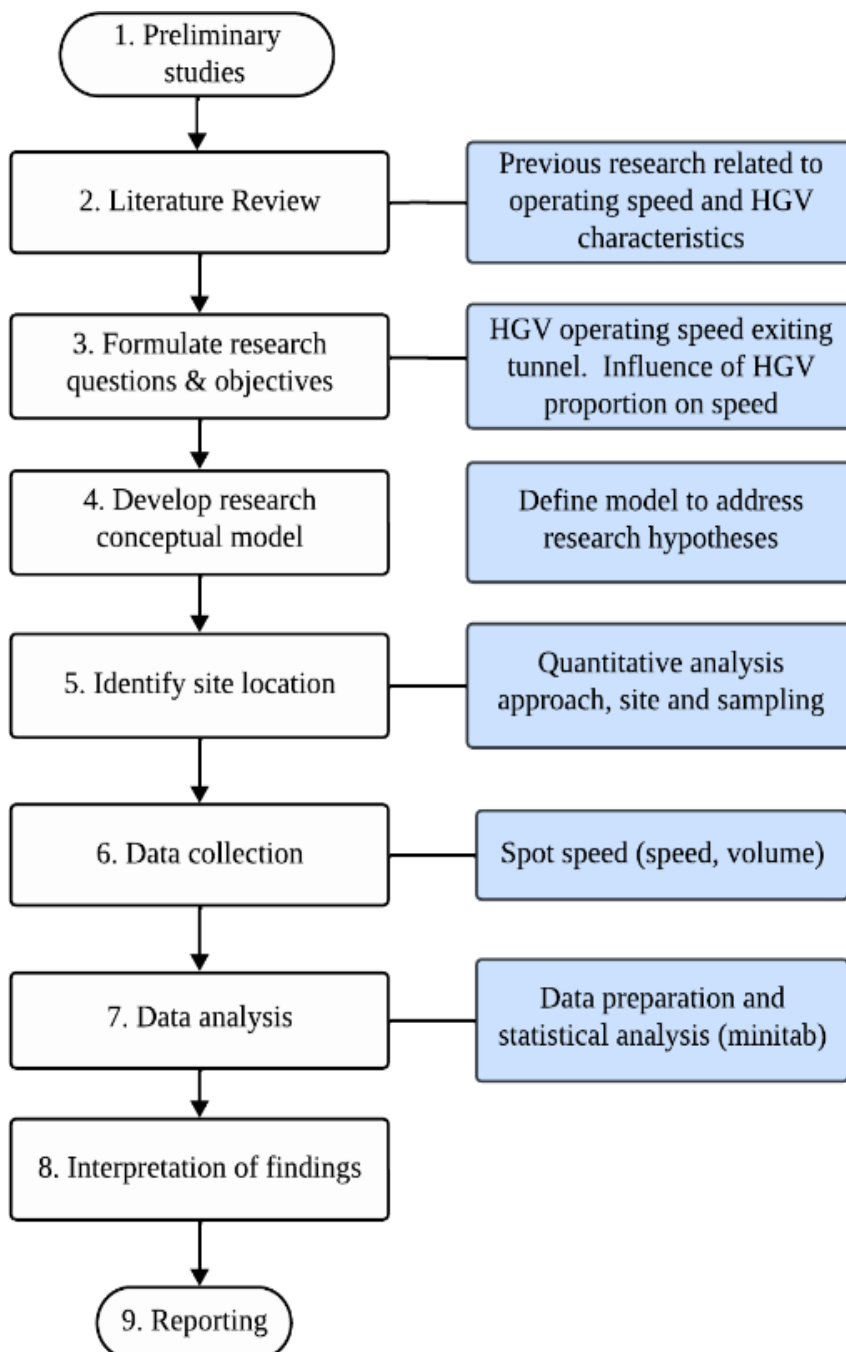 1. Preliminary
studies
2. Literature Review
Previous research related to
operating speed and HGV
characteristics
3. Formulate research
questions & objectives
HGV operating speed exiting
tunnel. Influence of HGV
proportion on speed
4. Develop research
conceptual model
Define model to address
research hypotheses
5. Identify site location
Quantitative analysis
approach, site and sampling
6. Data collection
Spot speed (speed, volume)
7. Data analysis
Data preparation and
statistical analysis (minitab)
8. Interpretation of findings
9. Reporting